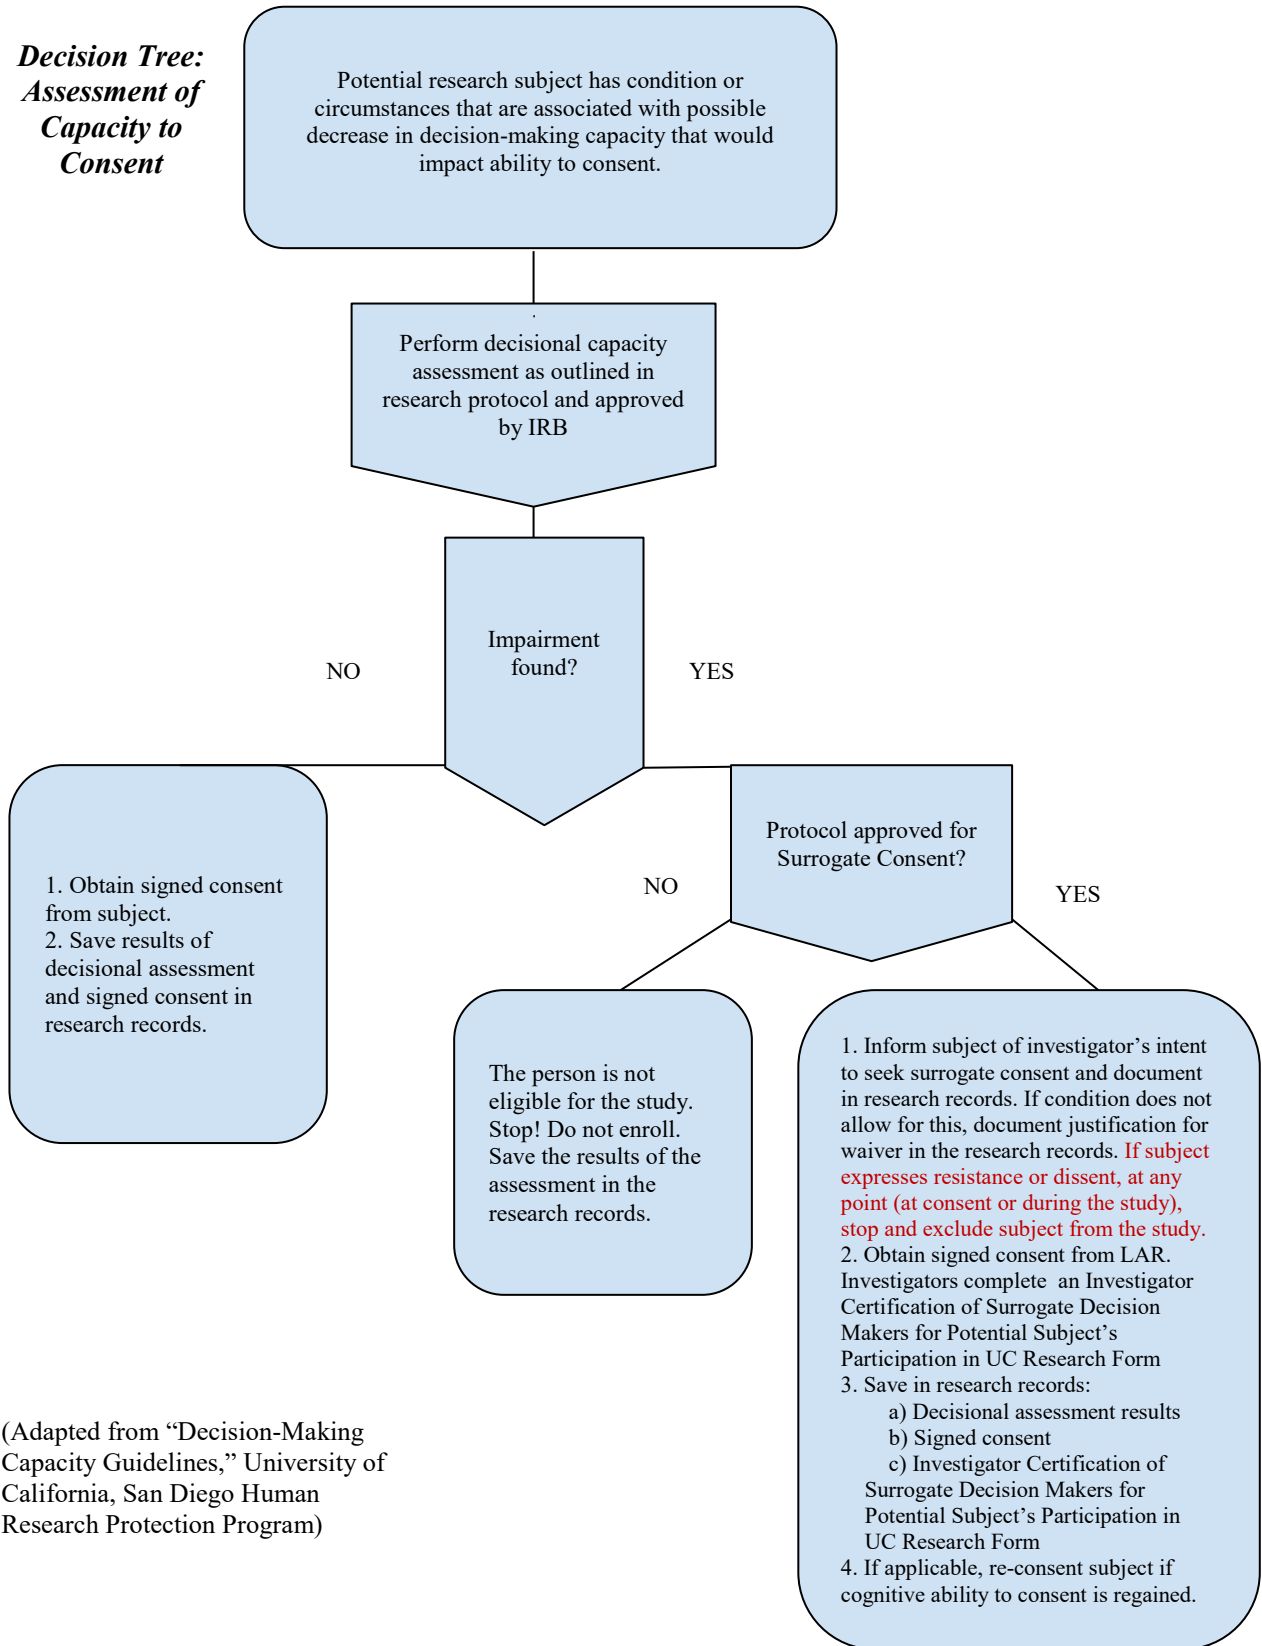 Decision Tree:
Assessment of
Capacity to
Consent
Potential research subject has condition or
circumstances that are associated with possible
decrease in decision-making capacity that would
impact ability to consent.
.
Perform decisional capacity
assessment as outlined in
research protocol and approved
by IRB
Impairment
found?
NO
YES
1. Obtain signed consent
from subject.
2. Save results of
decisional assessment
and signed consent in
research records.
Protocol approved for
Surrogate Consent?
NO
YES
The person is not
eligible for the study.
Stop! Do not enroll.
Save the results of the
assessment in the
research records.
1. Inform subject of investigator’s intent
to seek surrogate consent and document
in research records. If condition does not
allow for this, document justification for
waiver in the research records. If subject
expresses resistance or dissent, at any
point (at consent or during the study),
stop and exclude subject from the study.
2. Obtain signed consent from LAR.
Investigators complete  an Investigator
Certification of Surrogate Decision
Makers for Potential Subject’s
Participation in UC Research Form
3. Save in research records:
a) Decisional assessment results
b) Signed consent
c) Investigator Certification of
Surrogate Decision Makers for
Potential Subject’s Participation in
UC Research Form
4. If applicable, re-consent subject if
cognitive ability to consent is regained.
(Adapted from “Decision-Making
Capacity Guidelines,” University of
California, San Diego Human
Research Protection Program)